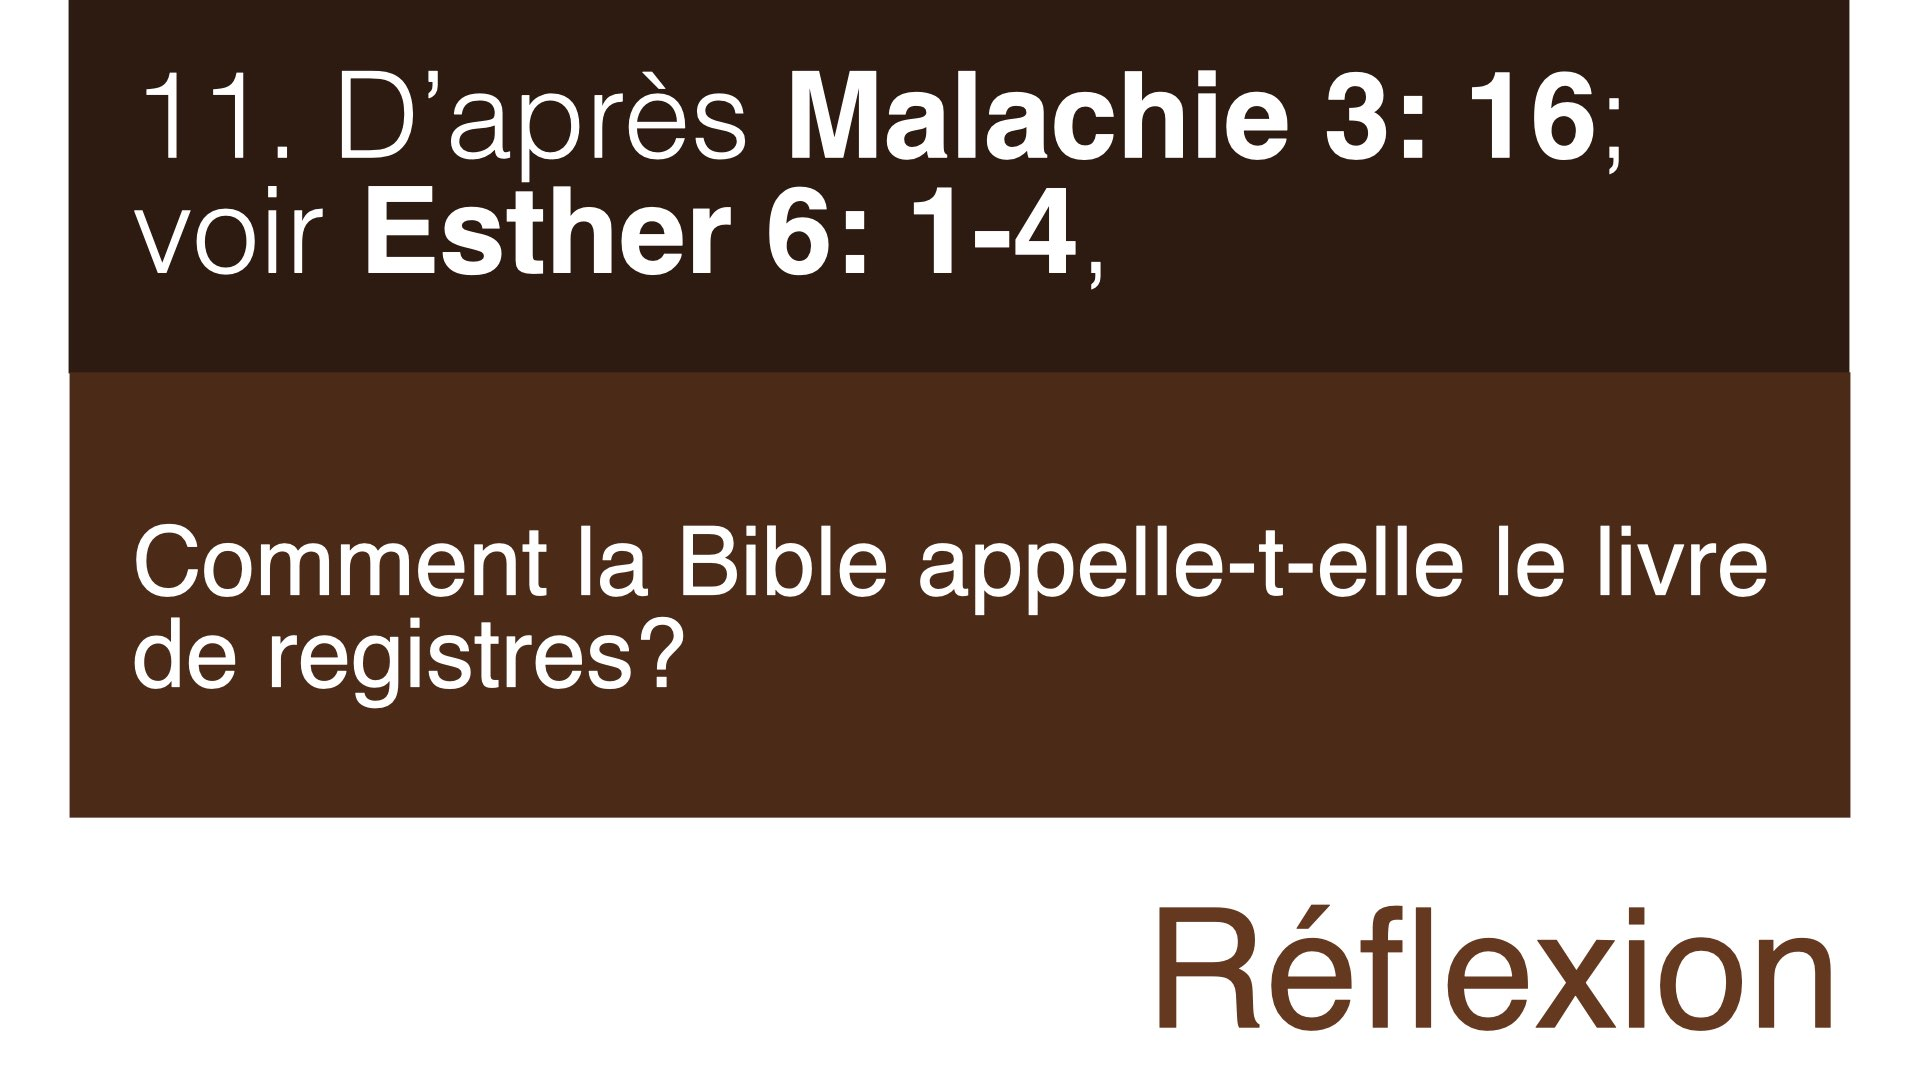 11. D’après Malachie 3: 16;
voir Esther 6: 1-4,
Comment la Bible appelle-t-elle le livre
de registres?
Réflexion